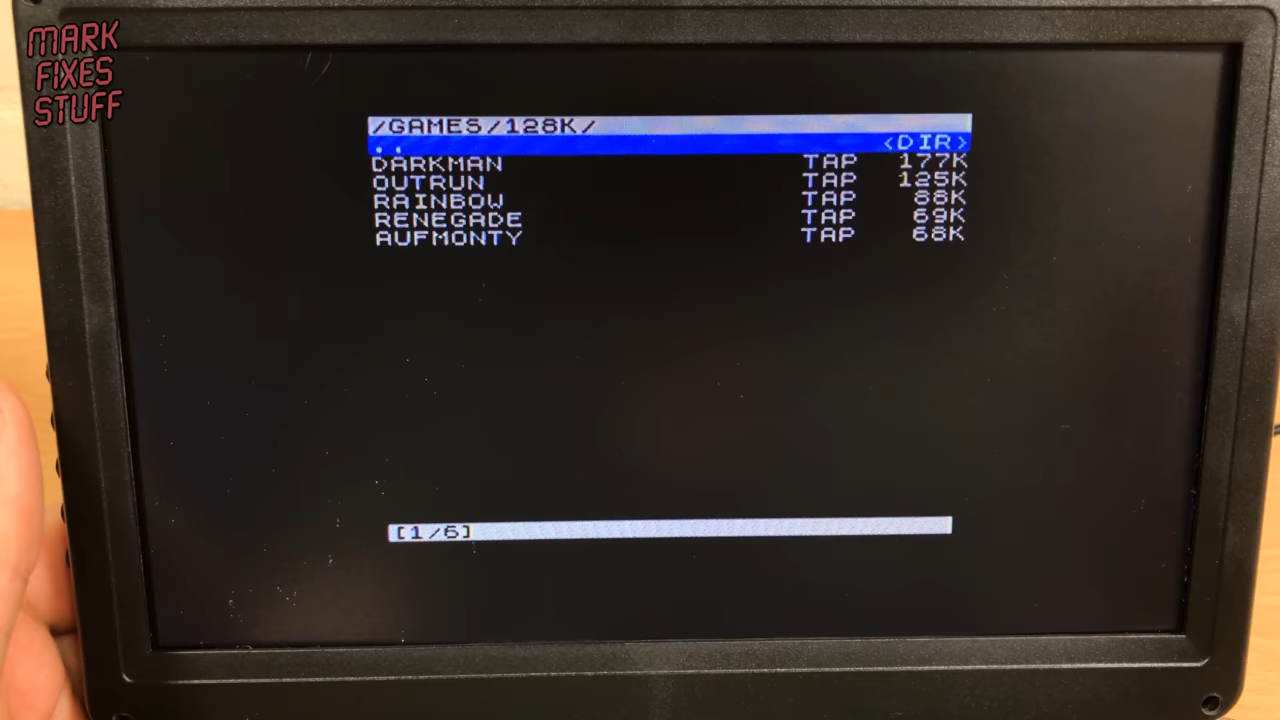 MARK
FIXES
STUFF
/GAMES/128K/
.. <DIR>
DARKMAN TAP 177K
OUTRUN TAP 125K
RAINBOW TAP 88K
RENEGADE TAP 69K
AUFMONTY TAP 68K
[1/6]